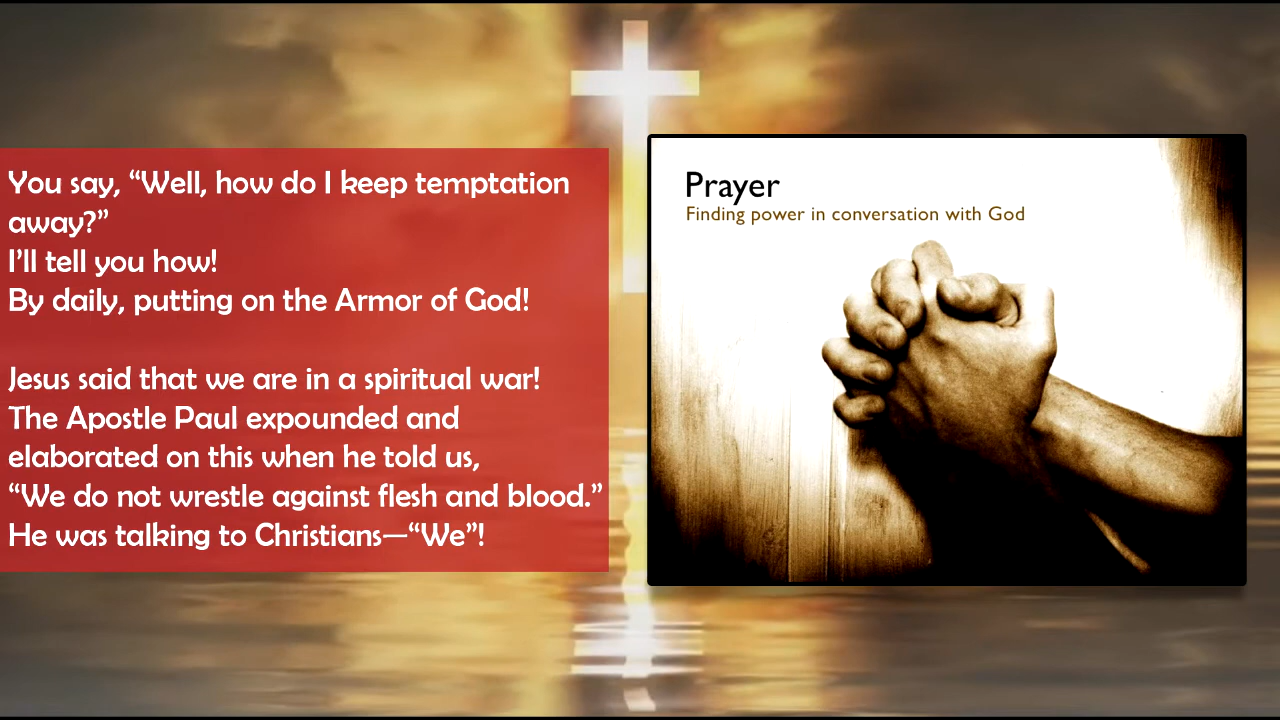 You say, “Well, how do I keep temptation
away?”
I’ll tell you how!
By daily, putting on the Armor of God!
Jesus said that we are in a spiritual war!
The Apostle Paul expounded and
elaborated on this when he told us,
“We do not wrestle against flesh and blood.”
He was talking to Christians—“We”!
Prayer
Finding power in conversation with God